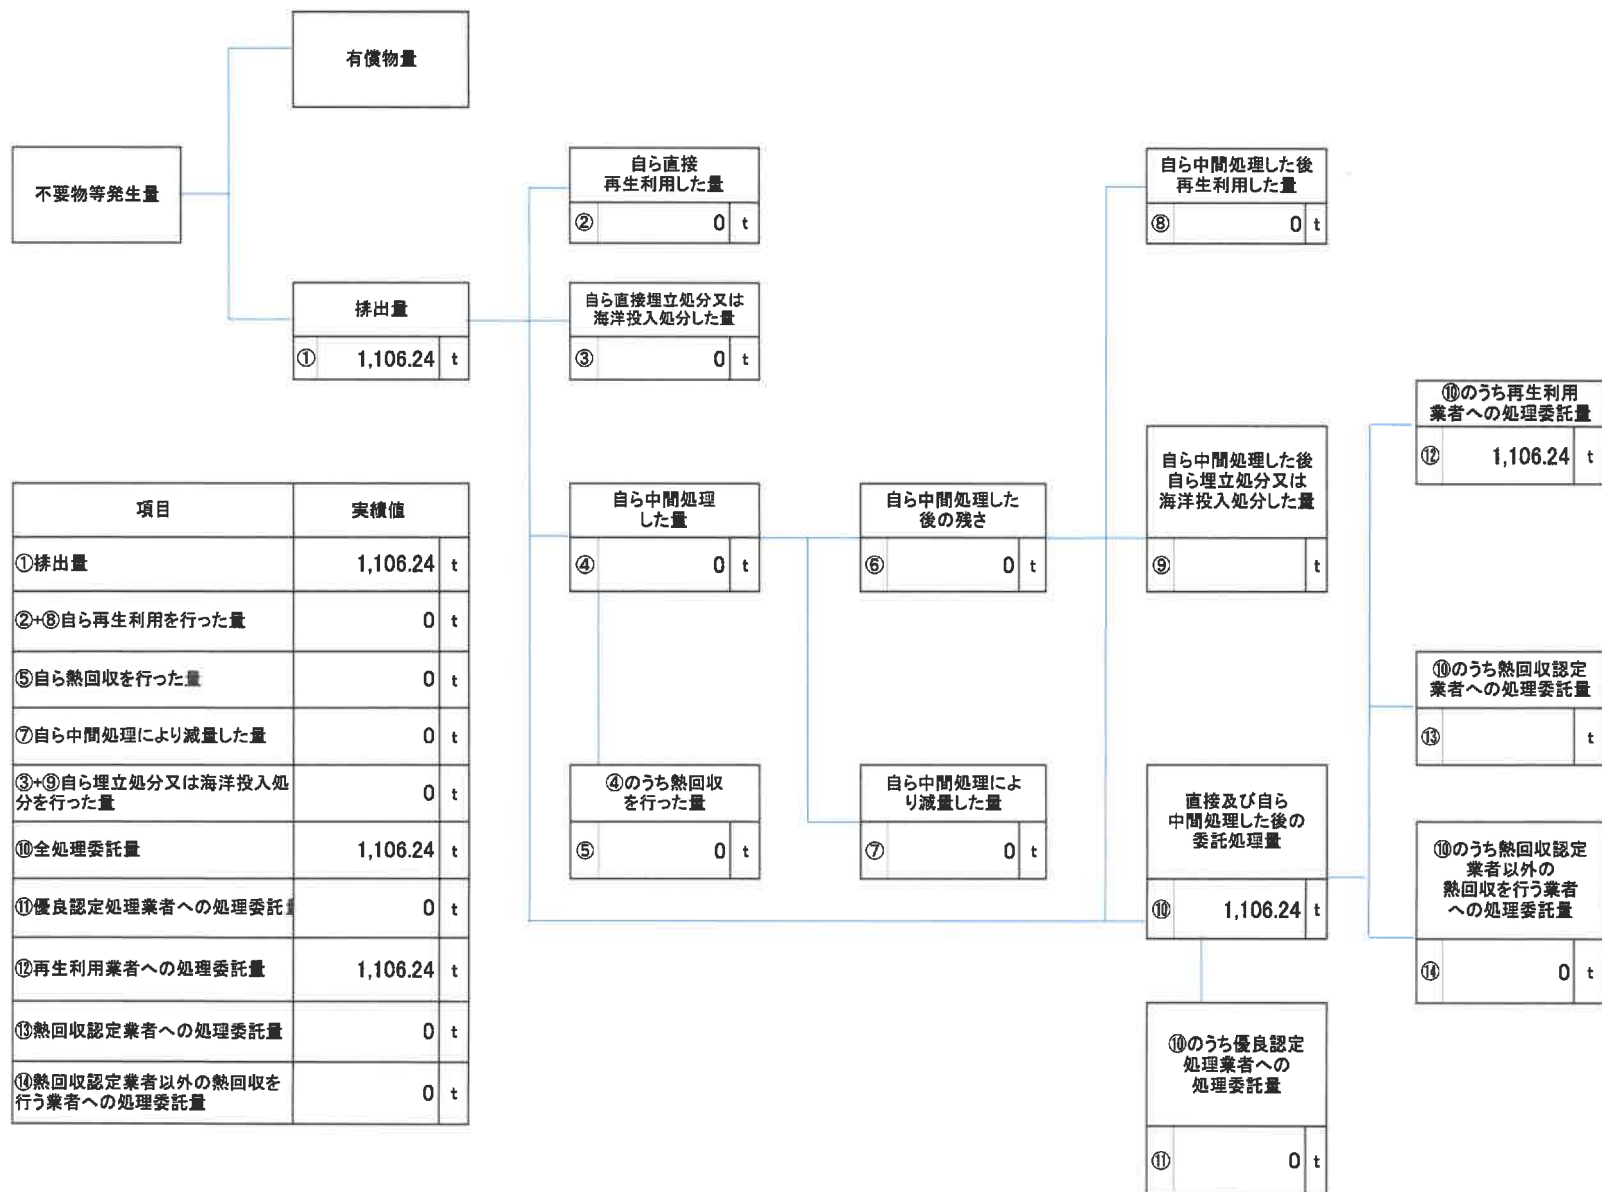 有償物量
不要物等発生量
排出量
① 1,106.24 t
自ら直接
再生利用した量
② 0 t
自ら直接埋立処分又は
海洋投入処分した量
③ 0 t
自ら中間処理
した量
④ 0 t
④のうち熱回収
を行った量
⑤ 0 t
自ら中間処理した
後の残さ
⑥ 0 t
自ら中間処理によ
り減量した量
⑦ 0 t
自ら中間処理した後
再生利用した量
⑧ 0 t
自ら中間処理した後
自ら埋立処分又は
海洋投入処分した量
⑨ t
直接及び自ら
中間処理した後の
委託処理量
⑩ 1,106.24 t
⑩のうち優良認定
処理業者への
処理委託量
⑪ 0 t
⑩のうち再生利用
業者への処理委託量
⑫ 1,106.24 t
⑩のうち熱回収認定
業者への処理委託量
⑬ t
⑩のうち熱回収認定
業者以外の
熱回収を行う業者
への処理委託量
⑭ 0 t
項目 実績値
①排出量 1,106.24 t
②+⑧自ら再生利用を行った量 0 t
⑤自ら熱回収を行った量 0 t
⑦自ら中間処理により減量した量 0 t
③+⑨自ら埋立処分又は海洋投入処
分を行った量 0 t
⑩全処理委託量 1,106.24 t
⑪優良認定処理業者への処理委託 0 t
⑫再生利用業者への処理委託量 1,106.24 t
⑬熱回収認定業者への処理委託量 0 t
⑭熱回収認定業者以外の熱回収を
行う業者への処理委託量 0 t